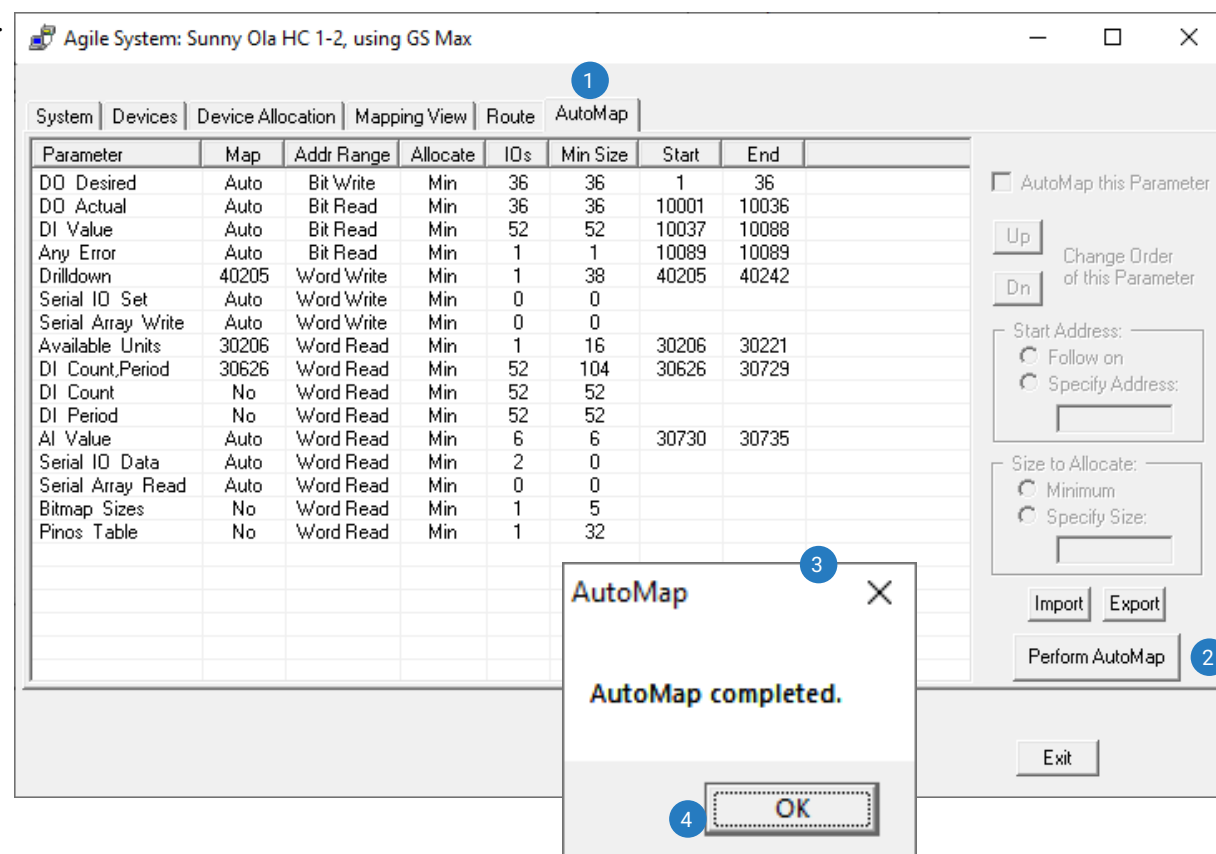 Agile System: Sunny Ola HC 1-2, using GS Max
1
System Devices Device Allocation Mapping View Route AutoMap
Parameter Map Addr Range Allocate IOs Min Size Start End
DO Desired Auto Bit Write Min 36 36 1 36
DO Actual Auto Bit Read Min 36 36 10001 10036
DI Value Auto Bit Read Min 52 52 10037 10088
Any Error Auto Bit Read Min 1 1 10089 10089
Drilldown 40205 Word Write Min 1 38 40205 40242
Serial IO Set Auto Word Write Min 0 0
Serial Array Write Auto Word Write Min 0 0
Available Units 30206 Word Read Min 1 16 30206 30221
DI Count,Period 30626 Word Read Min 52 104 30626 30729
DI Count No Word Read Min 52 52
DI Period No Word Read Min 52 52
AI Value Auto Word Read Min 6 6 30730 30735
Serial IO Data Auto Word Read Min 2 0
Serial Array Read Auto Word Read Min 0 0
Bitmap Sizes No Word Read Min 1 5
Pinos Table No Word Read Min 1 32
AutoMap this Parameter
Up
Dn
Change Order
of this Parameter
Start Address:
Follow on
Specify Address:
Size to Allocate:
Minimum
Specify Size:
Import Export
Perform AutoMap 2
3
AutoMap
AutoMap completed.
4 OK
Exit